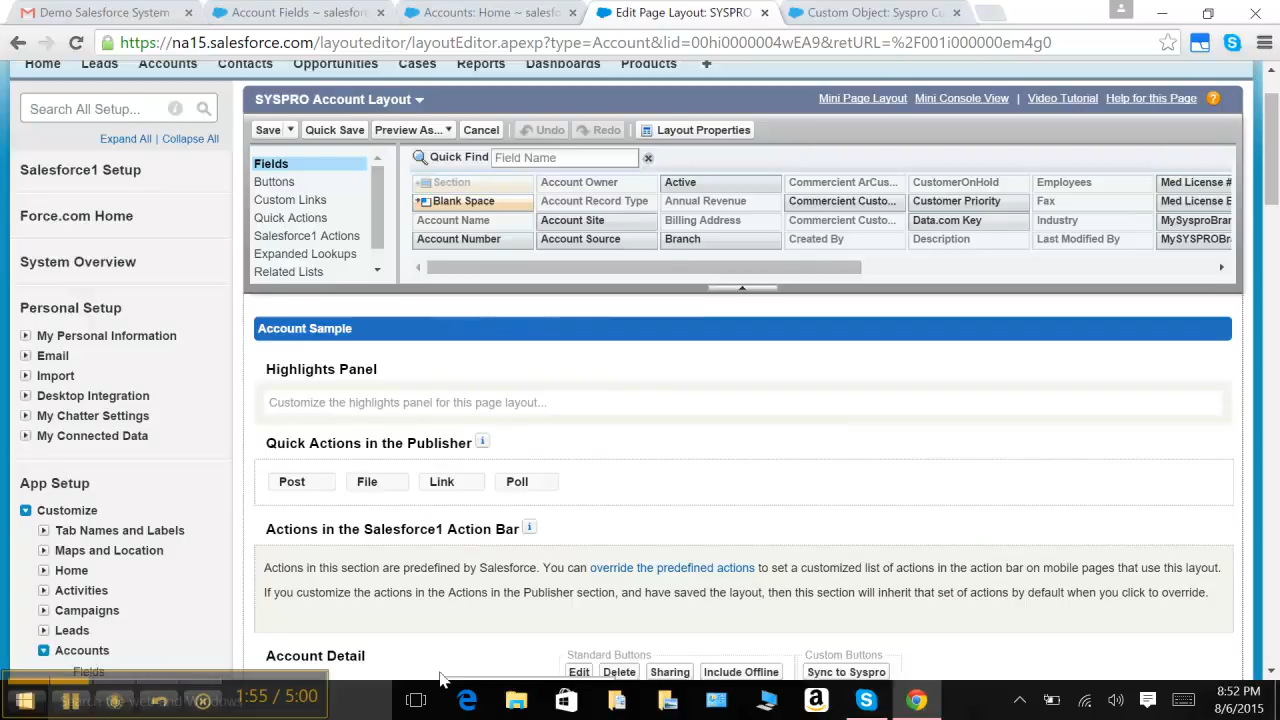 Demo Salesforce System
Account Fields ~ salesfor
Accounts: Home ~ salesfo
Edit Page Layout: SYSPRO
Custom Object: Syspro Cu
https://na15.salesforce.com/layouteditor/layoutEditor.apexp?type=Account&lid=00hi0000004wEA9&retURL=%2F001i000000em4g0
Home Leads Accounts Contacts Opportunities Cases Reports Dashboards Products +
Search All Setup...
Expand All | Collapse All
Salesforce1 Setup
Force.com Home
System Overview
Personal Setup
My Personal Information
Email
Import
Desktop Integration
My Chatter Settings
My Connected Data
App Setup
Customize
Tab Names and Labels
Maps and Location
Home
Activities
Campaigns
Leads
Accounts
Fields
SYSPRO Account Layout
Mini Page Layout Mini Console View | Video Tutorial Help for this Page ?
Save Quick Save Preview As... Cancel Undo Redo Layout Properties
Fields
Buttons
Custom Links
Quick Actions
Salesforce1 Actions
Expanded Lookups
Related Lists
Quick Find Field Name
Section Account Owner Active Commercient ArCus... CustomerOnHold Employees Med License #
Blank Space Account Record Type Annual Revenue Commercient Custo... Customer Priority Fax Med License E
Account Name Account Site Billing Address Commercient Custo... Data.com Key Industry MySysproBran
Account Number Account Source Branch Created By Description Last Modified By MySYSPROBr
Account Sample
Highlights Panel
Customize the highlights panel for this page layout...
Quick Actions in the Publisher
Post File Link Poll
Actions in the Salesforce1 Action Bar
Actions in this section are predefined by Salesforce. You can override the predefined actions to set a customized list of actions in the action bar on mobile pages that use this layout.
If you customize the actions in the Actions in the Publisher section, and have saved the layout, then this section will inherit that set of actions by default when you click to override.
Account Detail
Standard Buttons
Edit Delete Sharing Include Offline
Custom Buttons
Sync to Syspro
Search the web and Windows
1:55 / 5:00
8:52 PM
8/6/2015